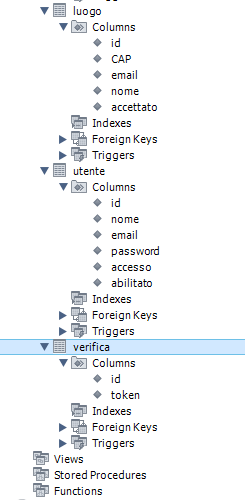 luogo
Columns
id
CAP
email
nome
accettato
Indexes
Foreign Keys
Triggers
utente
Columns
id
nome
email
password
accesso
abilitato
Indexes
Foreign Keys
Triggers
verifica
Columns
id
token
Indexes
Foreign Keys
Triggers
Views
Stored Procedures
Functions